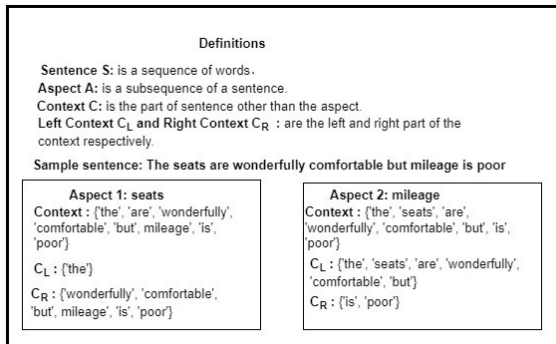 Definitions
Sentence S: is a sequence of words.
Aspect A: is a subsequence of a sentence.
Context C: is the part of sentence other than the aspect.
Left Context CL and Right Context CR : are the left and right part of the
context respectively.
Sample sentence: The seats are wonderfully comfortable but mileage is poor
Aspect 1: seats
Context : {'the', 'are', 'wonderfully',
'comfortable', 'but', mileage', 'is',
'poor'}
CL : {'the'}
CR : {'wonderfully', 'comfortable',
'but', mileage', 'is', 'poor'}
Aspect 2: mileage
Context : {'the', 'seats', 'are',
'wonderfully', 'comfortable', 'but', 'is',
'poor'}
CL : {'the', 'seats', 'are', 'wonderfully',
'comfortable', 'but'}
CR : {'is', 'poor'}